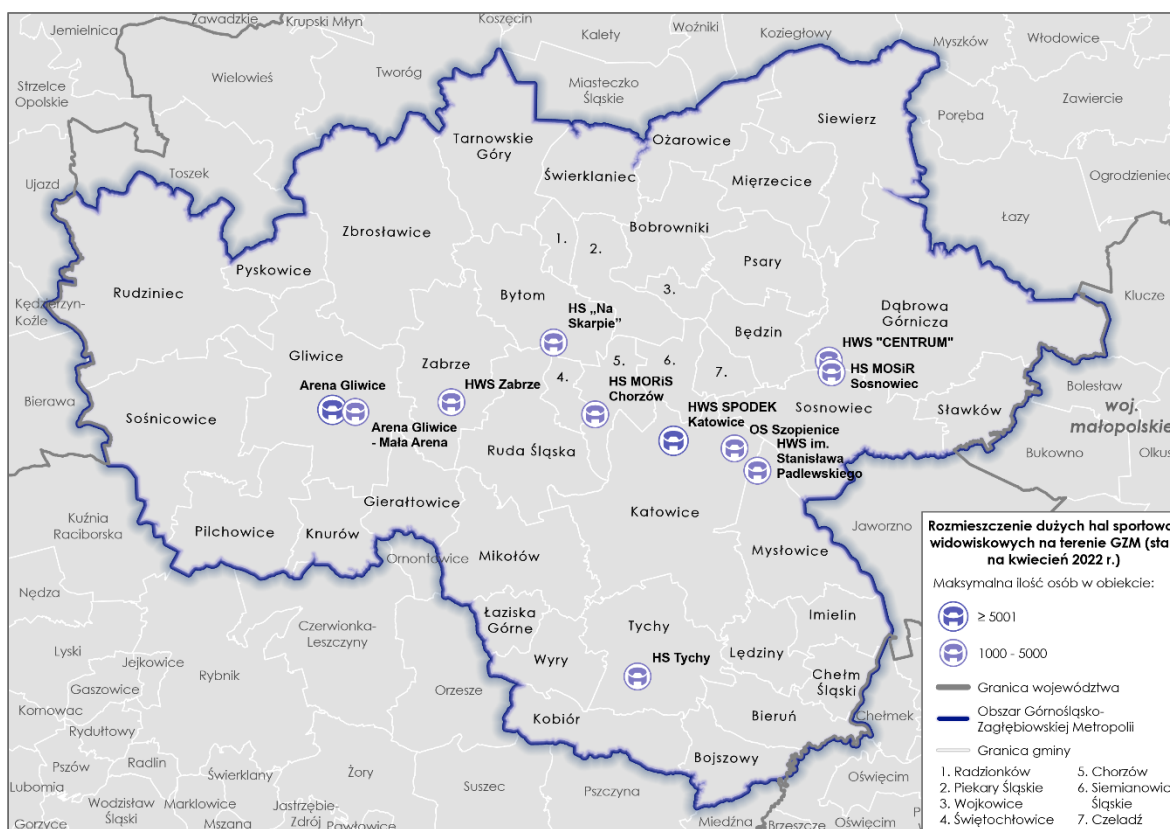 Zawadzkie
Koszęcin
Woźniki
Koziegłowy
Jemielnica
Krupski Młyn
Kalety
Myszków
Włodowice
Wielowieś
Tworóg
Miasteczko
Śląskie
Strzelce
Opolskie
Zawiercie
Poręba
Siewierz
Tarnowskie
Góry
Ożarowice
Toszek
Ujazd
Świerklaniec
Mierzęcice
Ogrodzieniec
Łazy
Zbrosławice
1.
2.
Bobrowniki
Psary
Pyskowice
Rudziniec
3.
Bytom
Klucze
Kędzierzyn-
Koźle
HS „Na
Skarpie”
Dąbrowa
Górnicza
Będzin
HWS "CENTRUM"
Gliwice
Zabrze
5.
6.
7.
4.
HS MOSiR
Sosnowiec
Bolesław
Arena Gliwice
HWS Zabrze
HS MORiS
Chorzów
Bierawa
Sośnicowice
HWS SPODEK
Katowice
Sosnowiec
Sławków
woj.
małopolskie
Arena Gliwice
- Mała Arena
OS Szopienice
HWS im.
Stanisława
Padlewskiego
Ruda Śląska
Bukowno
Olkus
Gierałtowice
Katowice
Kuźnia
Raciborska
Pilchowice
Knurów
Jaworzno
Ornontowice
Mikołów
Mysłowice
Nędza
Łaziska
Górne
Imielin
Czerwionka-
Leszczyny
Tychy
Lędziny
Lyski
Jejkowice
Rybnik
Wyry
HS Tychy
Chełm
Śląski
Gaszowice
Orzesze
Kornowac
Rydułtowy
Kobiór
Bieruń
Chełmek
Bojszowy
Pszów
Radlin
Świerklany
Żory
Suszec
Pszczyna
Oświęcim
Lubomia
Wodzisław
Śląski
Marklowice
Jastrzębie-
Zdrój
Gorzyce
Mszana
Pawłowice
Miedźna
Brzeszcze
Oświęcim
Rozmieszczenie dużych hal sportowo
widowiskowych na terenie GZM (sta
na kwiecień 2022 r.)
Maksymalna ilość osób w obiekcie:
≥ 5001
1000 - 5000
Granica województwa
Obszar Górnośląsko-
Zagłębiowskiej Metropolii
Granica gminy
1. Radzionków
2. Piekary Śląskie
3. Wojkowice
4. Świętochłowice
5. Chorzów
6. Siemianowic
Śląskie
7. Czeladź